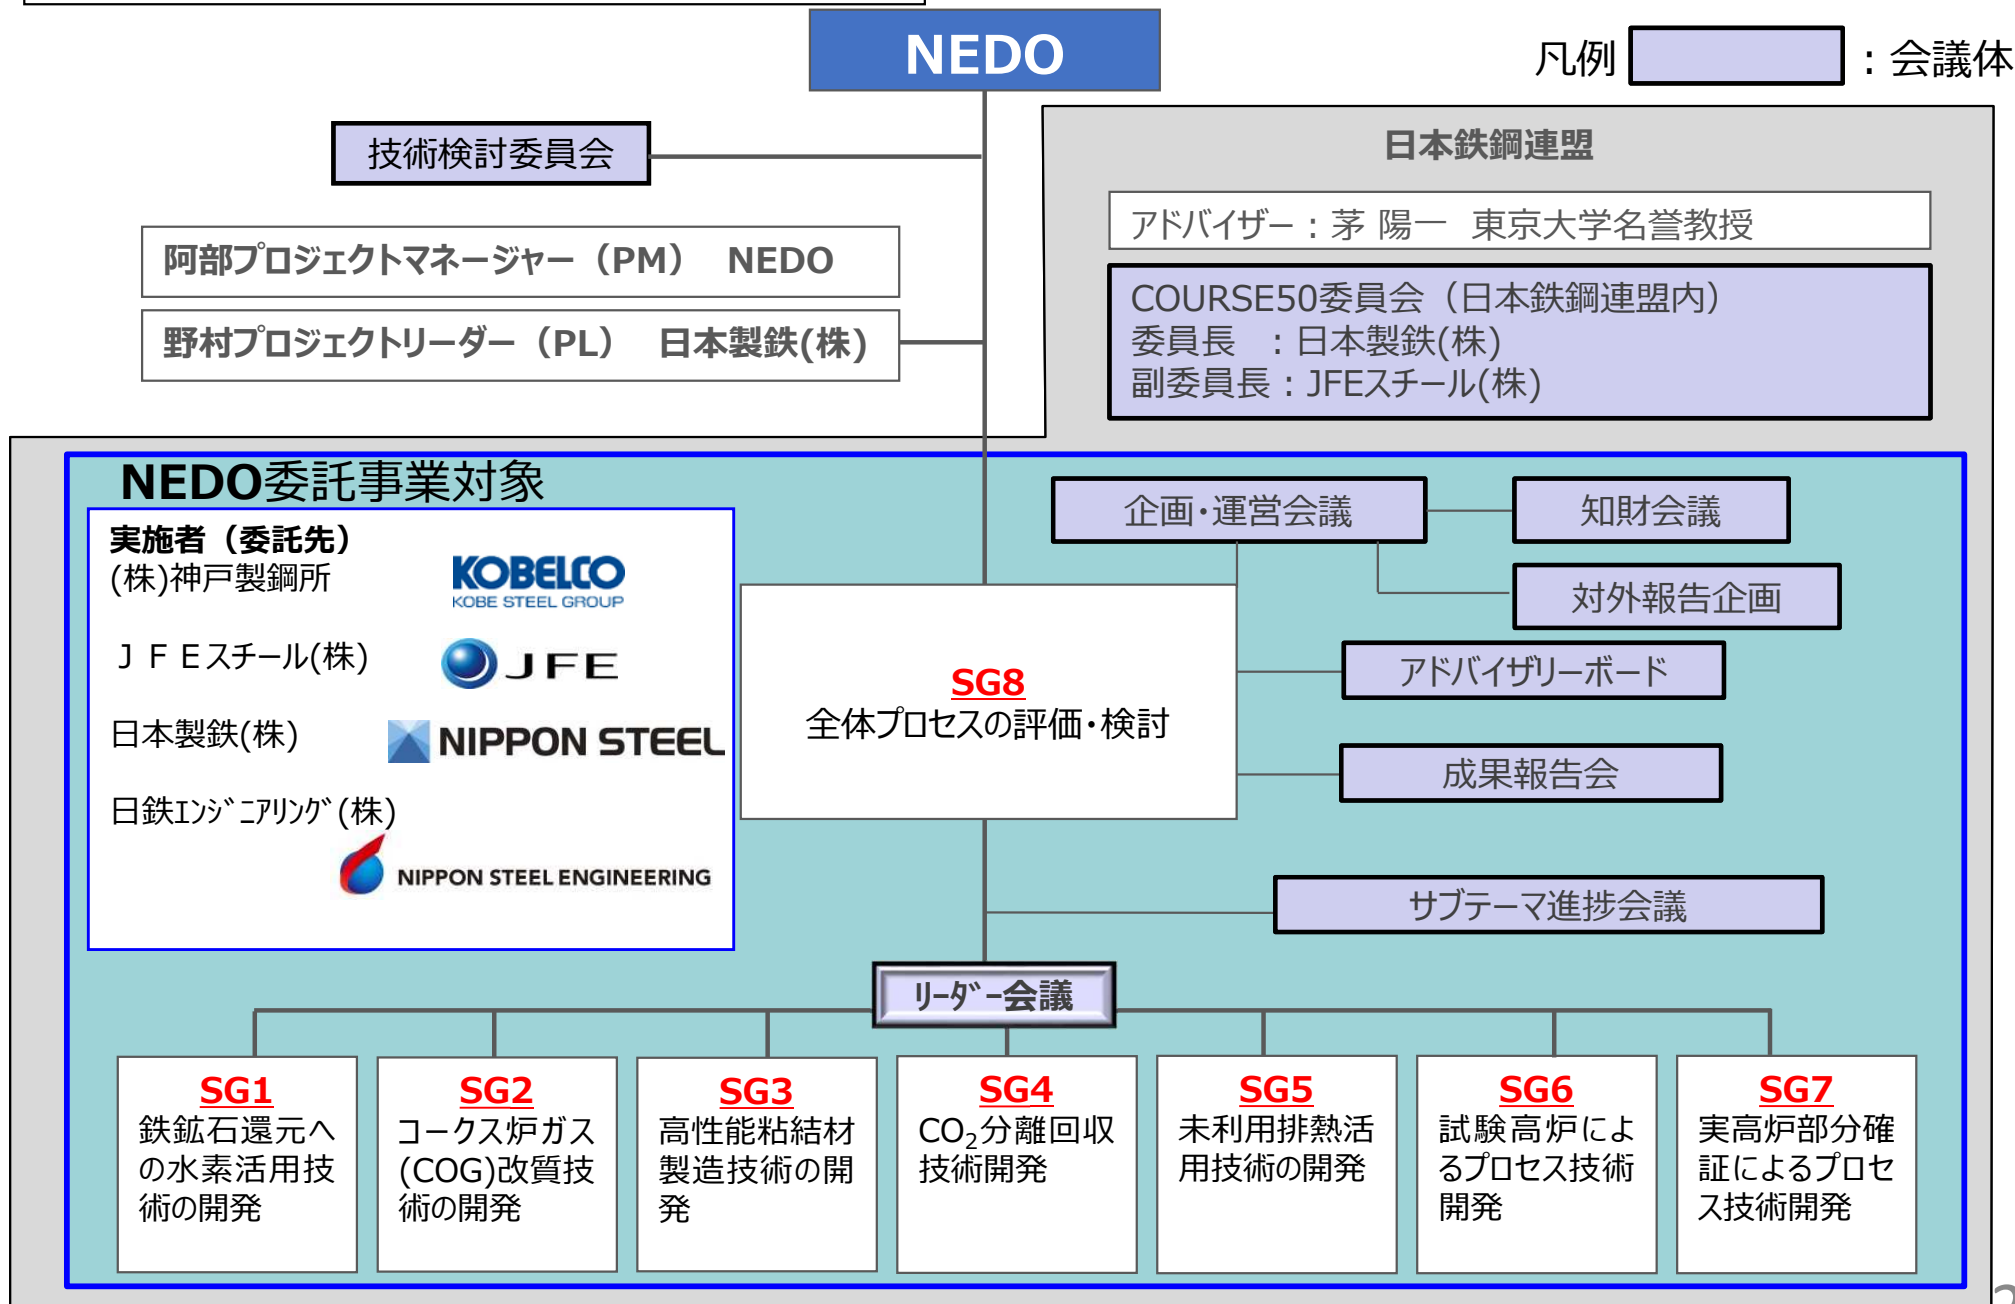 NEDO
凡例 ：会議体
技術検討委員会
阿部プロジェクトマネージャー（PM） NEDO
野村プロジェクトリーダー（PL） 日本製鉄(株)
日本鉄鋼連盟
アドバイザー：茅 陽一 東京大学名誉教授
COURSE50委員会（日本鉄鋼連盟内）
委員長 ：日本製鉄(株)
副委員長：JFEスチール(株)
NEDO委託事業対象
実施者（委託先）
(株)神戸製鋼所
KOBELCO
KOBE STEEL GROUP
ＪＦＥスチール(株)
JFE
日本製鉄(株)
NIPPON STEEL
日鉄ｴﾝｼﾞﾆｱﾘﾝｸﾞ(株)
NIPPON STEEL ENGINEERING
企画・運営会議
知財会議
対外報告企画
アドバイザリーボード
成果報告会
SG8
全体プロセスの評価・検討
サブテーマ進捗会議
ﾘｰﾀﾞｰ会議
SG1
鉄鉱石還元へ
の水素活用技
術の開発
SG2
コークス炉ガス
(COG)改質技
術の開発
SG3
高性能粘結材
製造技術の開
発
SG4
CO₂分離回収
技術開発
SG5
未利用排熱活
用技術の開発
SG6
試験高炉によ
るプロセス技術
開発
SG7
実高炉部分確
証によるプロセ
ス技術開発